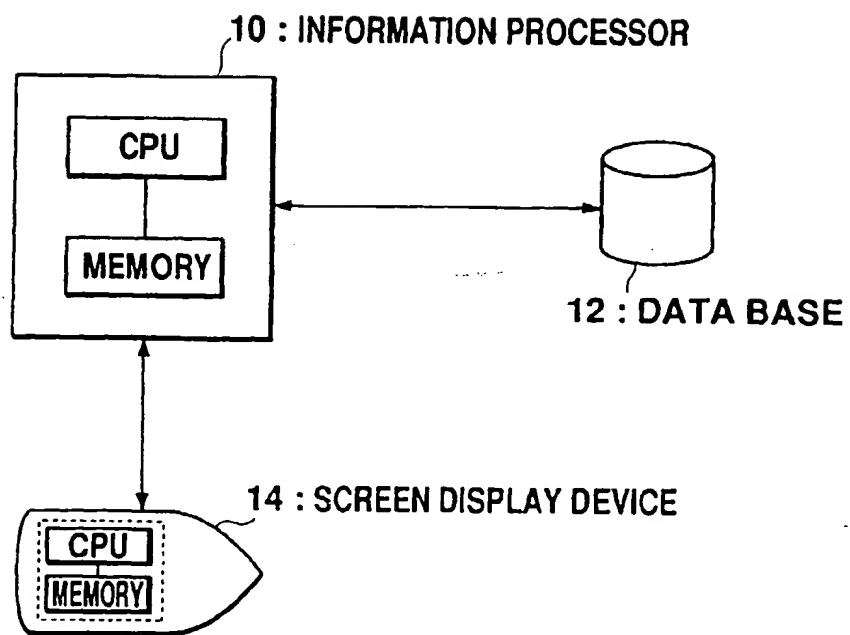 10 : INFORMATION PROCESSOR
CPU
MEMORY
12 : DATA BASE
14 : SCREEN DISPLAY DEVICE
CPU
MEMORY